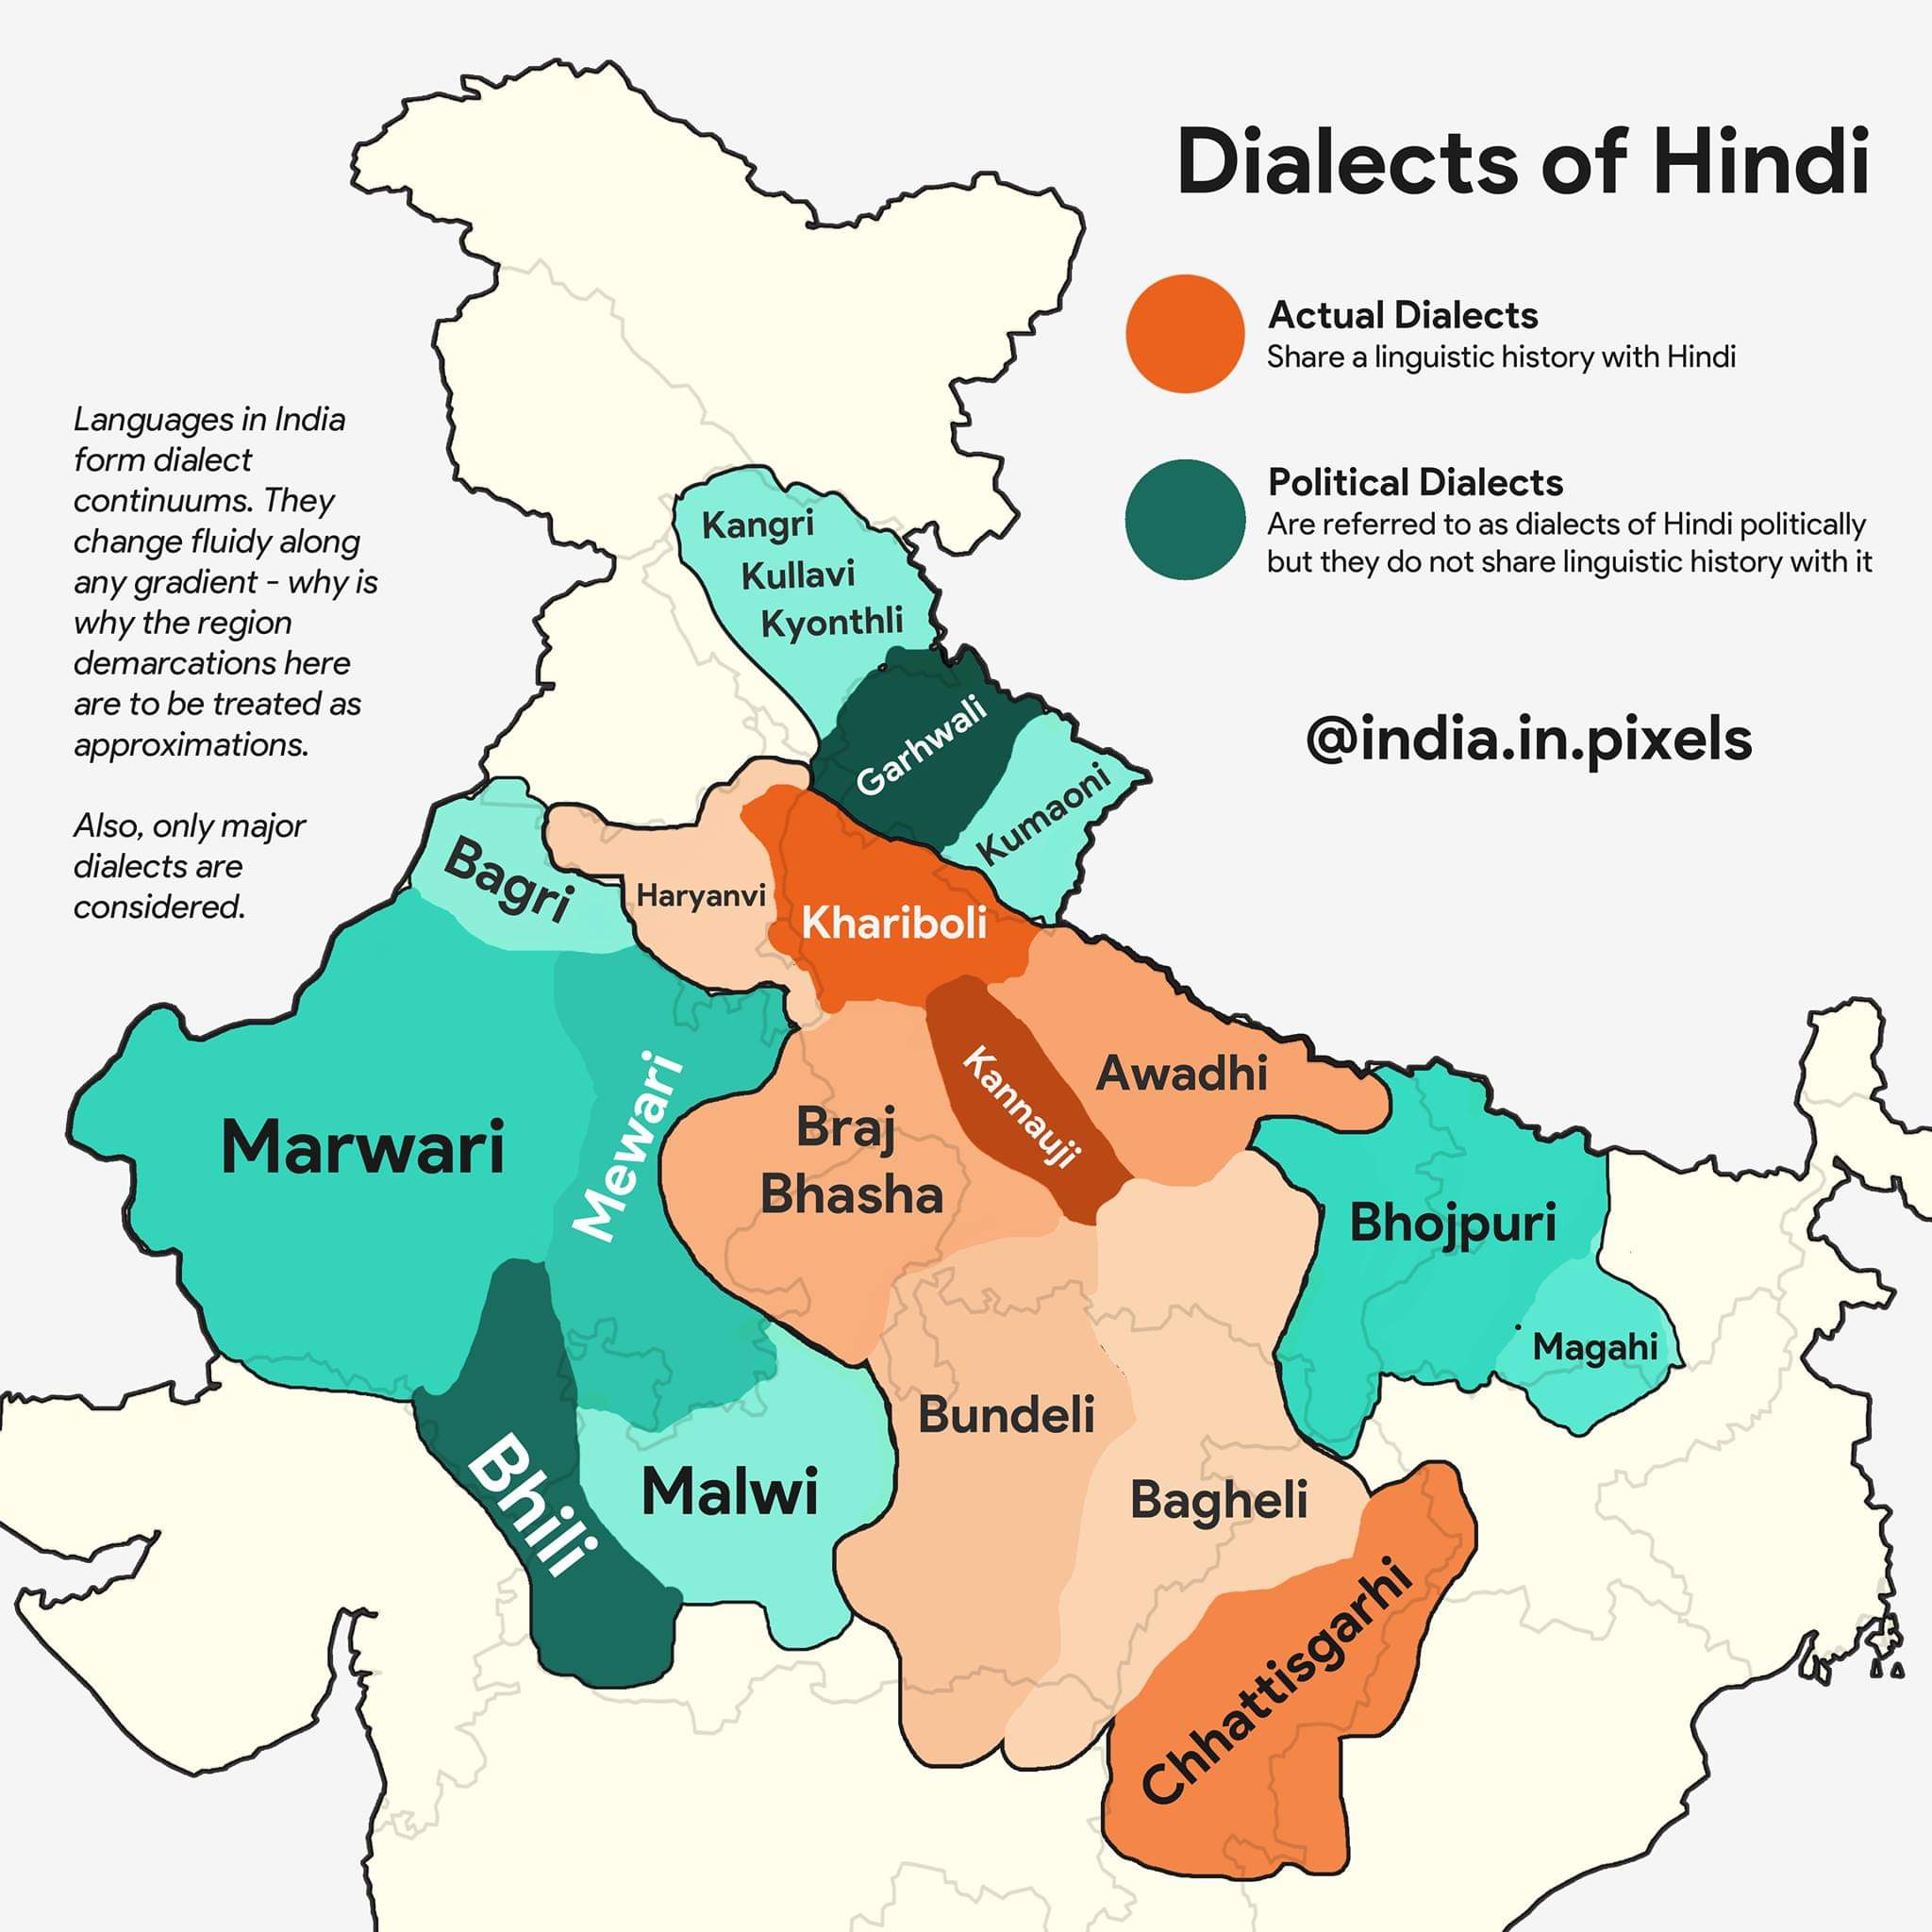 Dialects of Hindi
Actual Dialects
Share a linguistic history with Hindi
Political Dialects
Are referred to as dialects of Hindi politically
but they do not share linguistic history with it
@india.in.pixels
Languages in India
form dialect
continuums. They
change fluidy along
any gradient - why is
why the region
demarcations here
are to be treated as
approximations.
Also, only major
dialects are
considered.
Kangri
Kullavi
Kyonthli
Garhwali
Kumaoni
Bagri
Haryanvi
Khariboli
Marwari
Mewari
Braj
Bhasha
Kannauji
Awadhi
Bhojpuri
Magahi
Bhili
Malwi
Bundeli
Bagheli
Chhattisgarhi